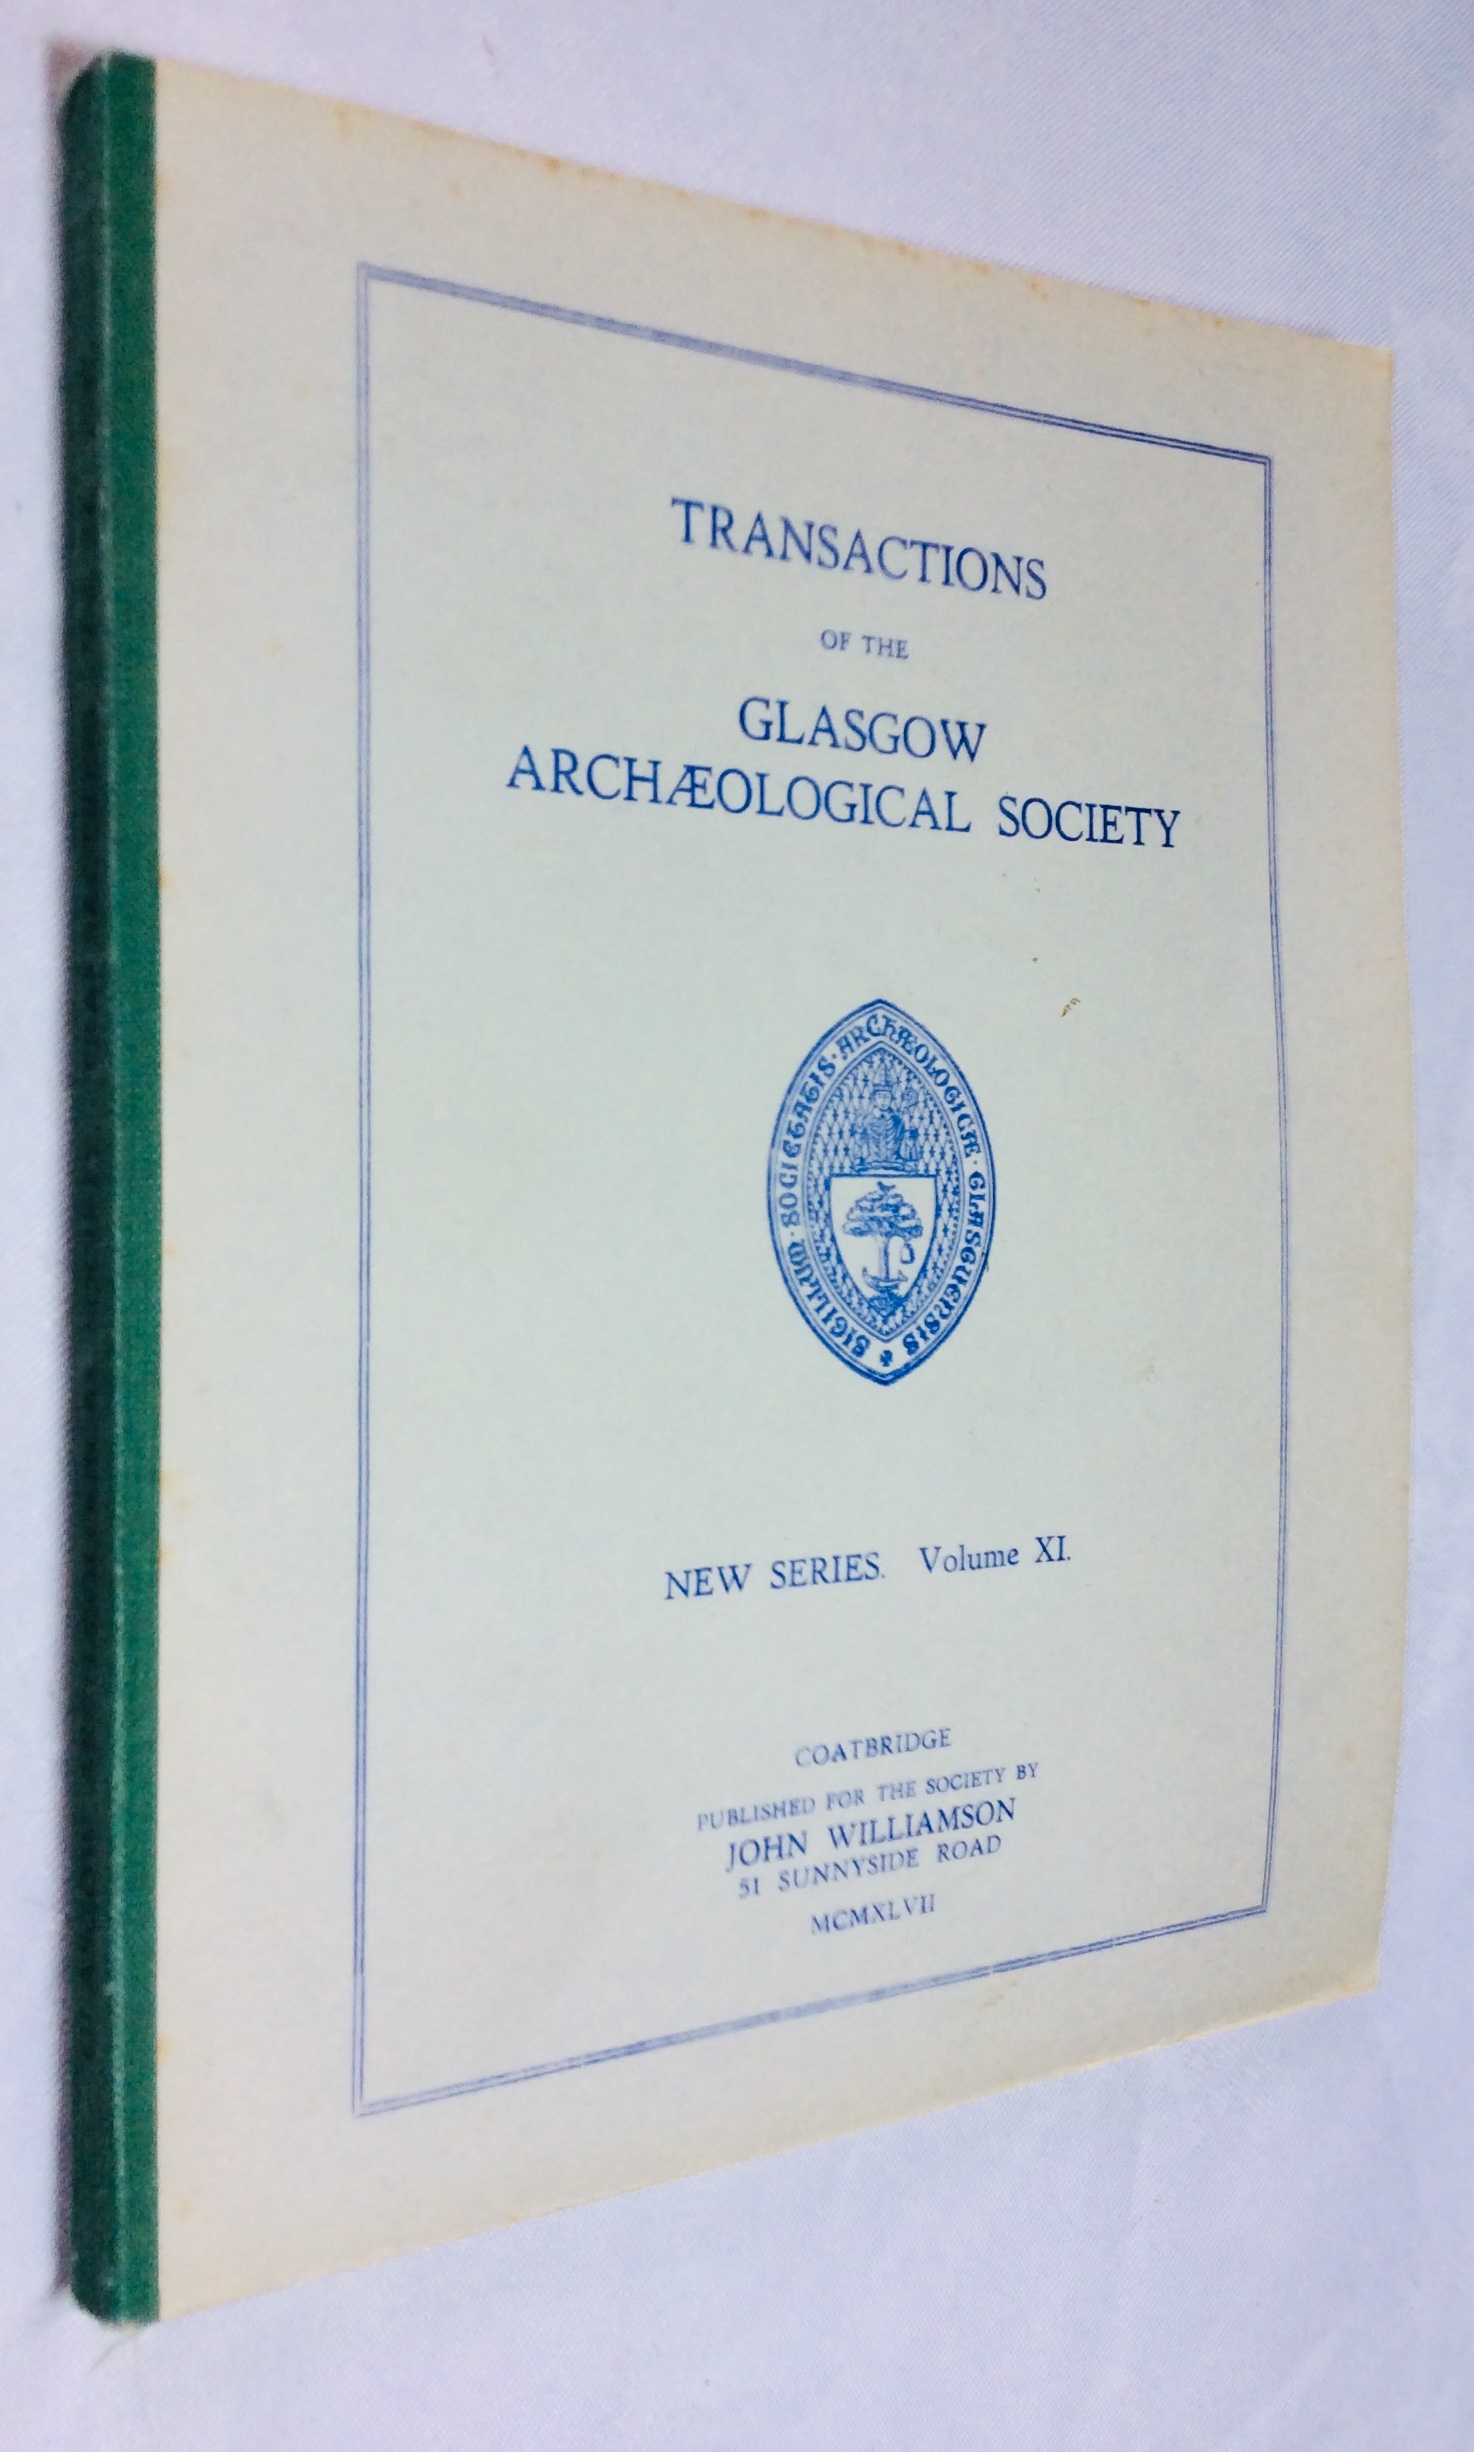 TRANSACTIONS
OF THE
GLASGOW
ARCHÆOLOGICAL SOCIETY
SIGILLUM · SOCIETATIS · ARCHÆOLOGICÆ · GLASGUENSIS
NEW SERIES. Volume XI.
COATBRIDGE
PUBLISHED FOR THE SOCIETY BY
JOHN WILLIAMSON
51 SUNNYSIDE ROAD
MCMXLVII